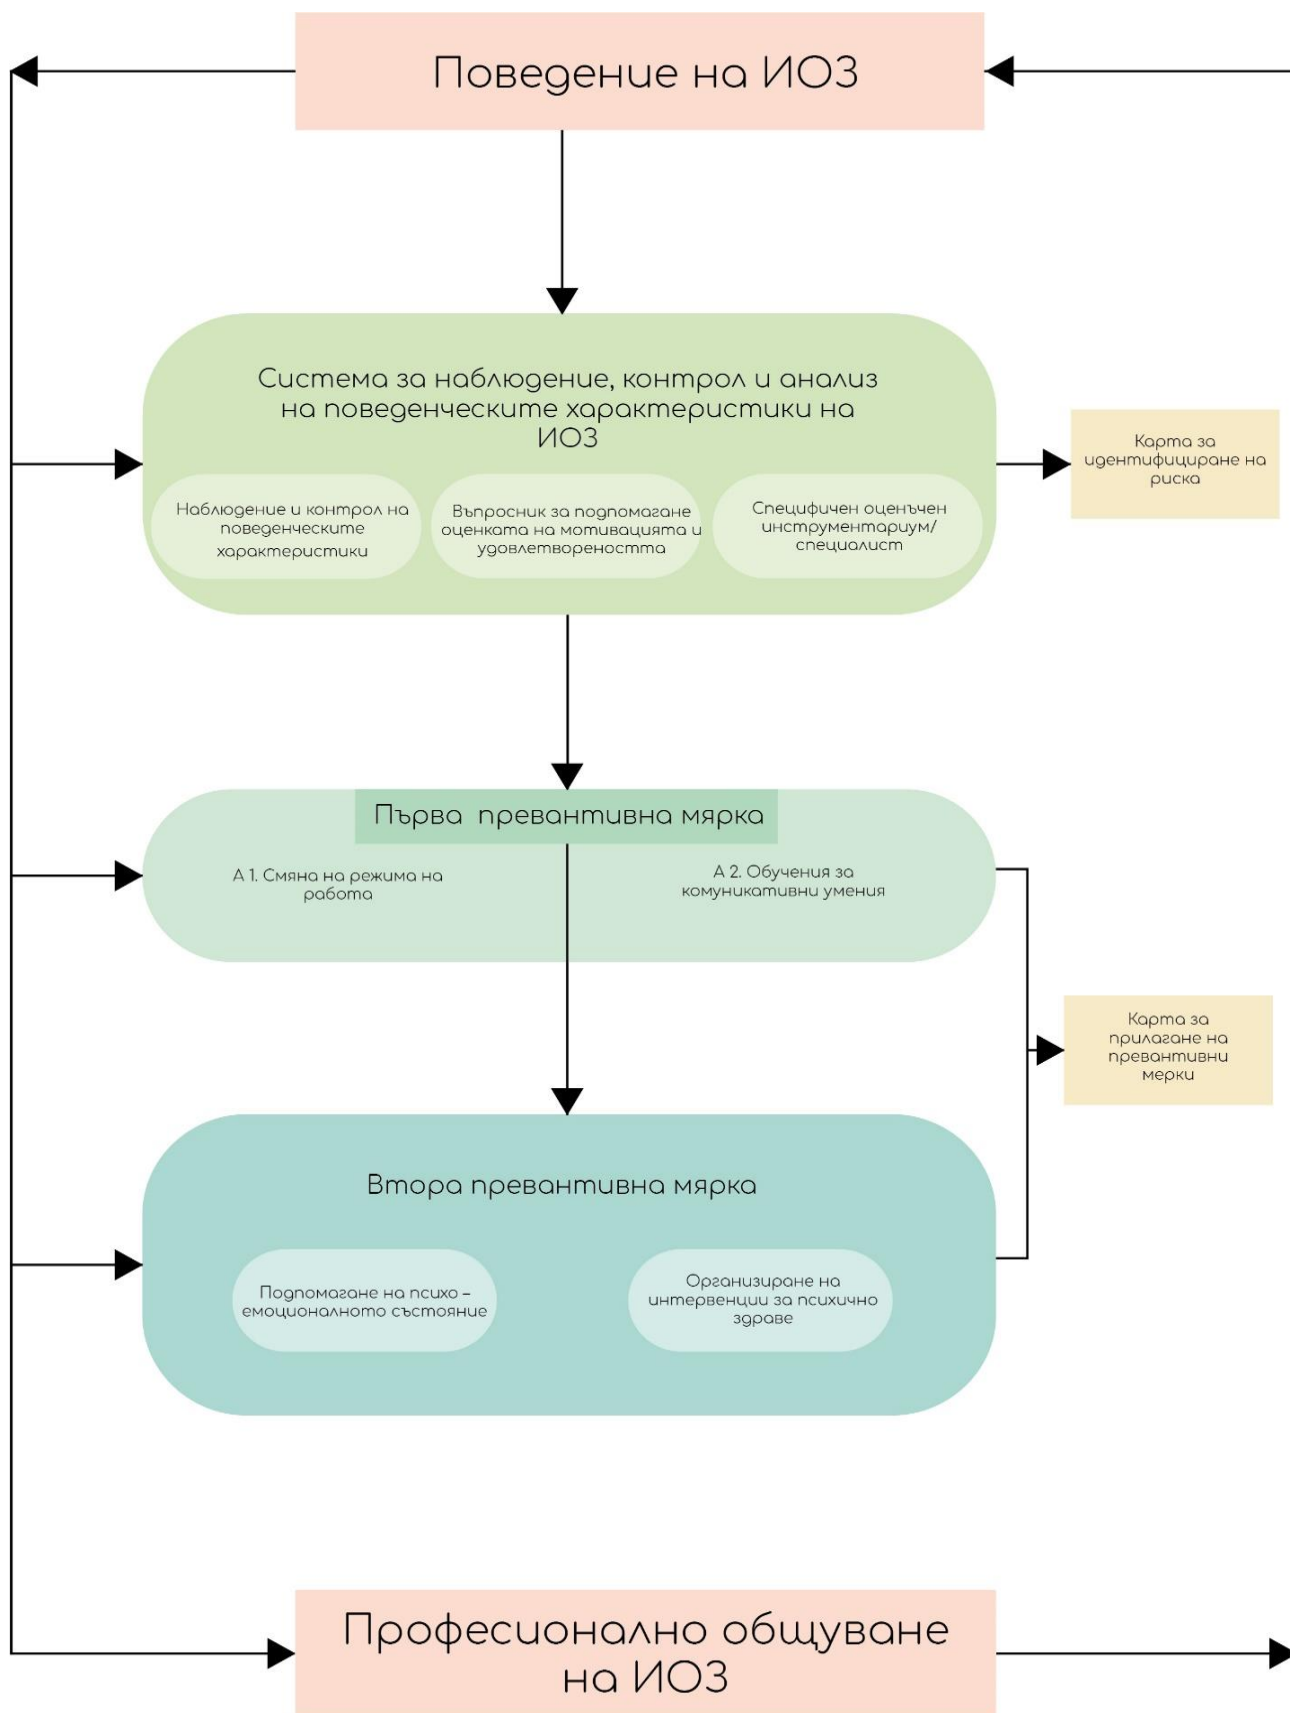 Поведение на ИОЗ
Система за наблюдение, контрол и анализ
на поведенческите характеристики на
ИОЗ
Наблюдение и контрол на
поведенческите
характеристики
Въпросник за подпомагане
оценката на мотивацията и
удовлетвореността
Специфичен оценъчен
инструментариум/
специалист
Карта за
идентифициране на
риска
Първа превантивна мярка
А 1. Смяна на режима на
работа
А 2. Обучения за
комуникативни умения
Карта за
прилагане на
превантивни
мерки
Втора превантивна мярка
Подпомагане на психо –
емоционалното състояние
Организиране на
интервенции за психично
здраве
Професионално общуване
на ИОЗ